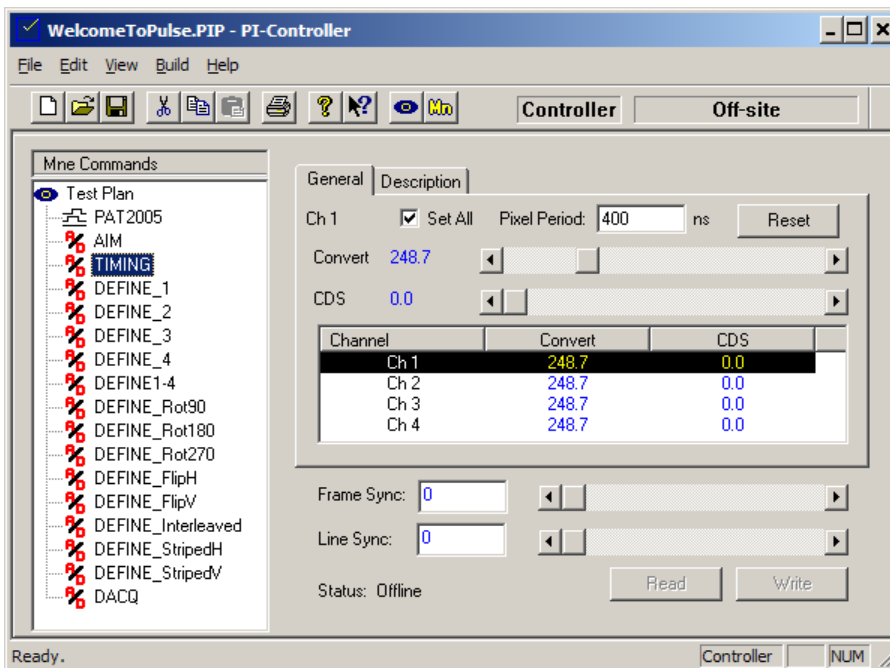 WelcomeToPulse.PIP - PI-Controller
File Edit View Build Help
Mn Controller Off-site
Mne Commands
Test Plan
PAT2005
AIM
TIMING
DEFINE_1
DEFINE_2
DEFINE_3
DEFINE_4
DEFINE1-4
DEFINE_Rot90
DEFINE_Rot180
DEFINE_Rot270
DEFINE_FlipH
DEFINE_FlipV
DEFINE_Interleaved
DEFINE_StripedH
DEFINE_StripedV
DACQ
General Description
Ch 1 Set All Pixel Period: 400 ns Reset
Convert 248.7
CDS 0.0
Channel Convert CDS
Ch 1 248.7 0.0
Ch 2 248.7 0.0
Ch 3 248.7 0.0
Ch 4 248.7 0.0
Frame Sync: 0
Line Sync: 0
Status: Offline Read Write
Ready. Controller NUM